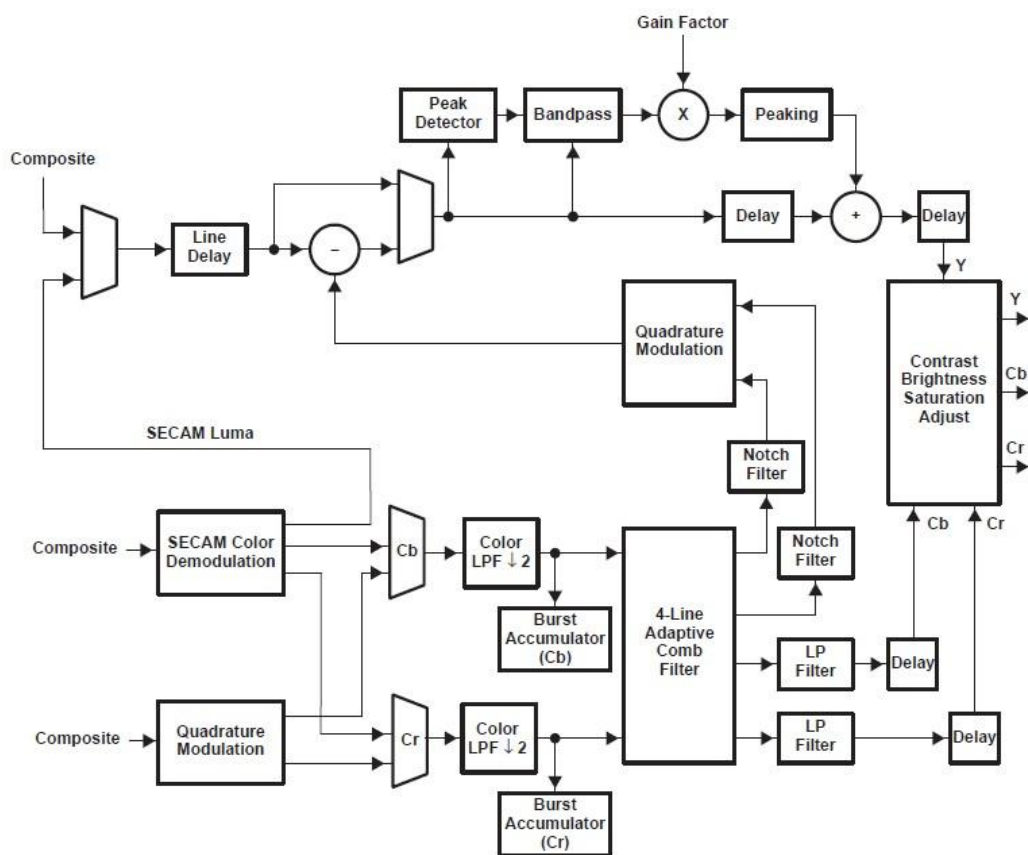 Gain Factor
Peak
Detector
Bandpass
X
Peaking
Composite
Line
Delay
−
Delay
+
Delay
Y
Quadrature
Modulation
Contrast
Brightness
Saturation
Adjust
Y
Cb
Cr
SECAM Luma
Notch
Filter
Cb
Cr
Composite
SECAM Color
Demodulation
Cb
Color
LPF ↓ 2
Notch
Filter
Burst
Accumulator
(Cb)
4-Line
Adaptive
Comb
Filter
LP
Filter
Delay
Composite
Quadrature
Modulation
Cr
Color
LPF ↓ 2
LP
Filter
Delay
Burst
Accumulator
(Cr)